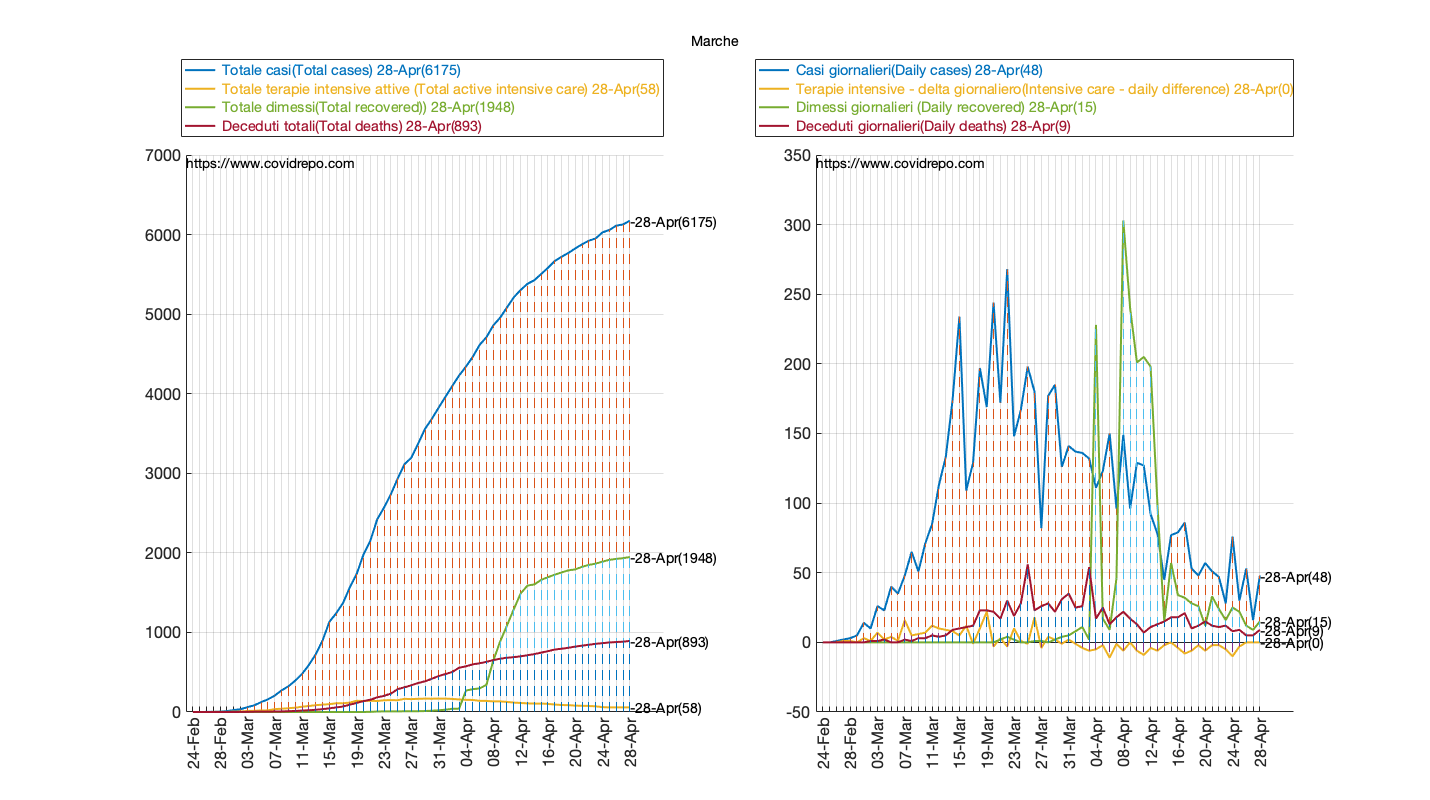 Marche
Totale casi(Total cases) 28-Apr(6175)
Totale terapie intensive attive (Total active intensive care) 28-Apr(58)
Totale dimessi(Total recovered)) 28-Apr(1948)
Deceduti totali(Total deaths) 28-Apr(893)
7000
https://www.covidrepo.com
6000
5000
4000
3000
2000
1000
0
-28-Apr(6175)
-28-Apr(1948)
-28-Apr(893)
-28-Apr(58)
24-Feb
28-Feb
03-Mar
07-Mar
11-Mar
15-Mar
19-Mar
23-Mar
27-Mar
31-Mar
04-Apr
08-Apr
12-Apr
16-Apr
20-Apr
24-Apr
28-Apr
Casi giornalieri(Daily cases) 28-Apr(48)
Terapie intensive - delta giornaliero(Intensive care - daily difference) 28-Apr(0)
Dimessi giornalieri (Daily recovered) 28-Apr(15)
Deceduti giornalieri(Daily deaths) 28-Apr(9)
350
https://www.covidrepo.com
300
250
200
150
100
50
0
-50
-28-Apr(48)
-28-Apr(15)
-28-Apr(9)
-28-Apr(0)
24-Feb
28-Feb
03-Mar
07-Mar
11-Mar
15-Mar
19-Mar
23-Mar
27-Mar
31-Mar
04-Apr
08-Apr
12-Apr
16-Apr
20-Apr
24-Apr
28-Apr